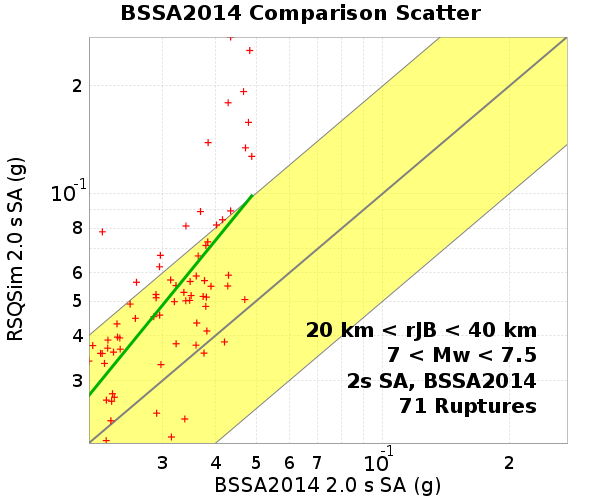 BSSA2014 Comparison Scatter
RSQSim 2.0 s SA (g)
2
10-1
8
6
5
4
3
20 km < rJB < 40 km
7 < Mw < 7.5
2s SA, BSSA2014
71 Ruptures
3 4 5 6 7 10-1 2
BSSA2014 2.0 s SA (g)